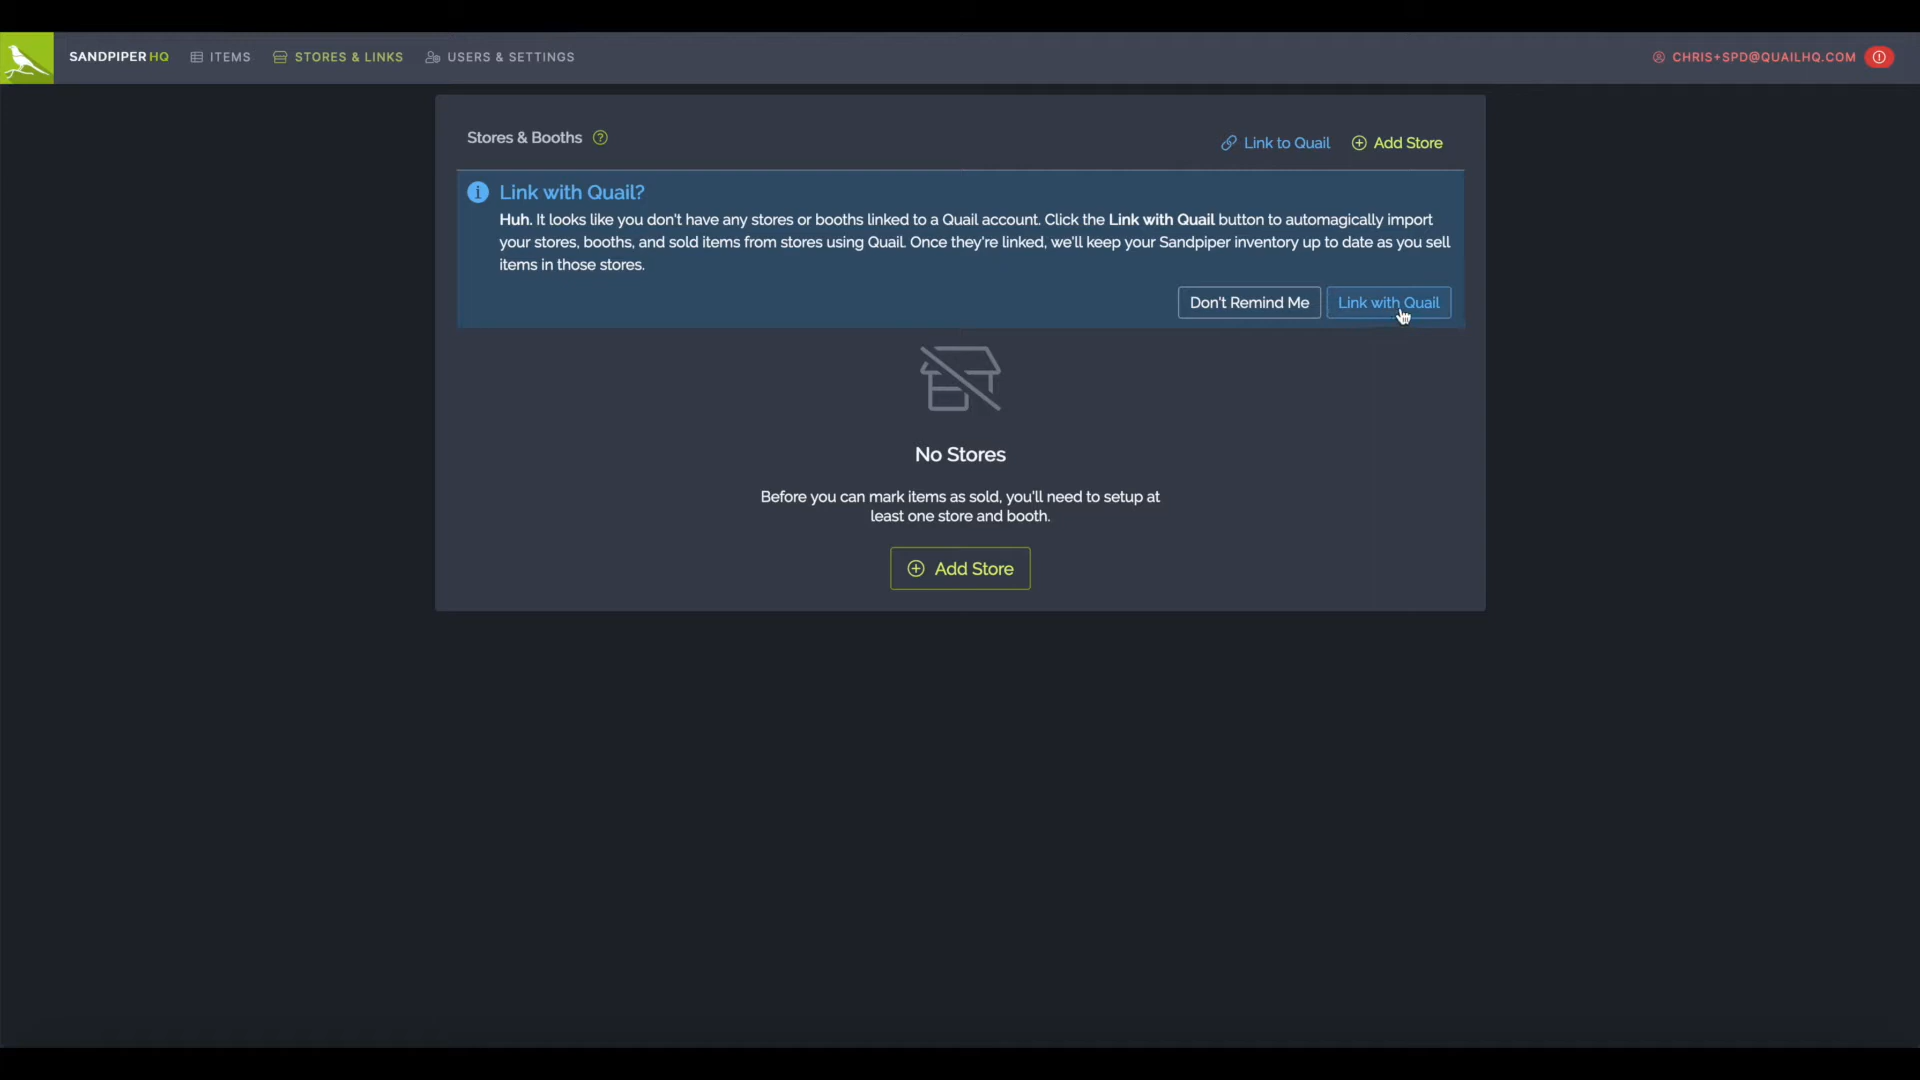 SANDPIPER HQ ITEMS STORES & LINKS USERS & SETTINGS CHRIS+SPD@QUAILHQ.COM
Stores & Booths Link to Quail Add Store
Link with Quail?
Huh. It looks like you don't have any stores or booths linked to a Quail account. Click the Link with Quail button to automagically import
your stores, booths, and sold items from stores using Quail. Once they're linked, we'll keep your Sandpiper inventory up to date as you sell
items in those stores.
Don't Remind Me Link with Quail
No Stores
Before you can mark items as sold, you'll need to setup at
least one store and booth.
Add Store